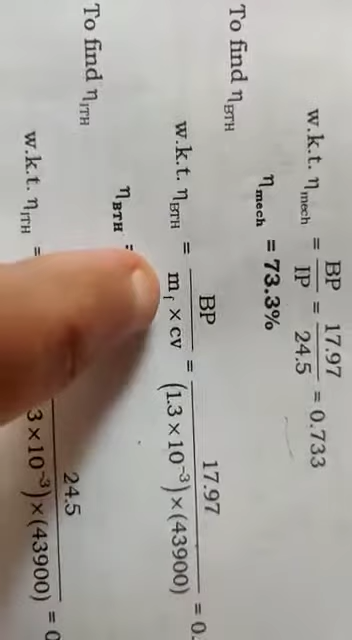 w.k.t. η_mech = BP/IP = 17.97/24.5 = 0.733
η_mech = 73.3%
To find η_BTH
w.k.t. η_BTH = BP/(m_f × cv) = 17.97/((1.3 × 10⁻³) × (43900)) = 0.
η_BTH =
To find η_ITH
w.k.t. η_ITH = 24.5/(3 × 10⁻³) × (43900) = 0